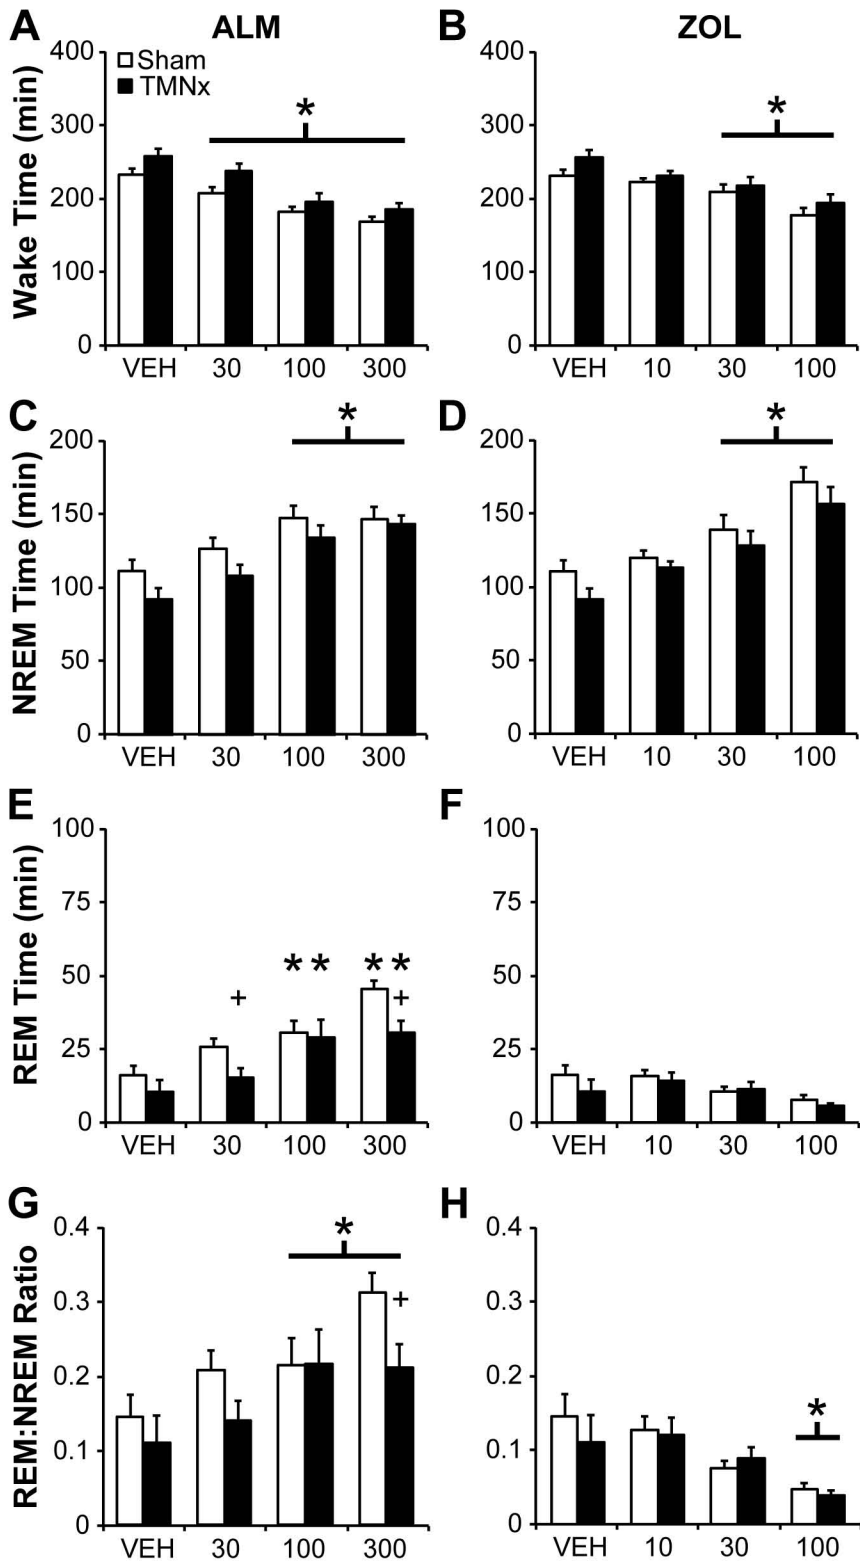 A ALM B ZOL
Sham
TMNx
Wake Time (min)
400
300
200
100
0
*
VEH 30 100 300
400
300
200
100
0
*
VEH 10 30 100
C D
NREM Time (min)
200
150
100
50
0
*
VEH 30 100 300
200
150
100
50
0
*
VEH 10 30 100
E F
REM Time (min)
100
75
50
25
0
* * * *
+ +
VEH 30 100 300
100
75
50
25
0
VEH 10 30 100
G H
REM:NREM Ratio
0.4
0.3
0.2
0.1
0
*
+
VEH 30 100 300
0.4
0.3
0.2
0.1
0
*
VEH 10 30 100